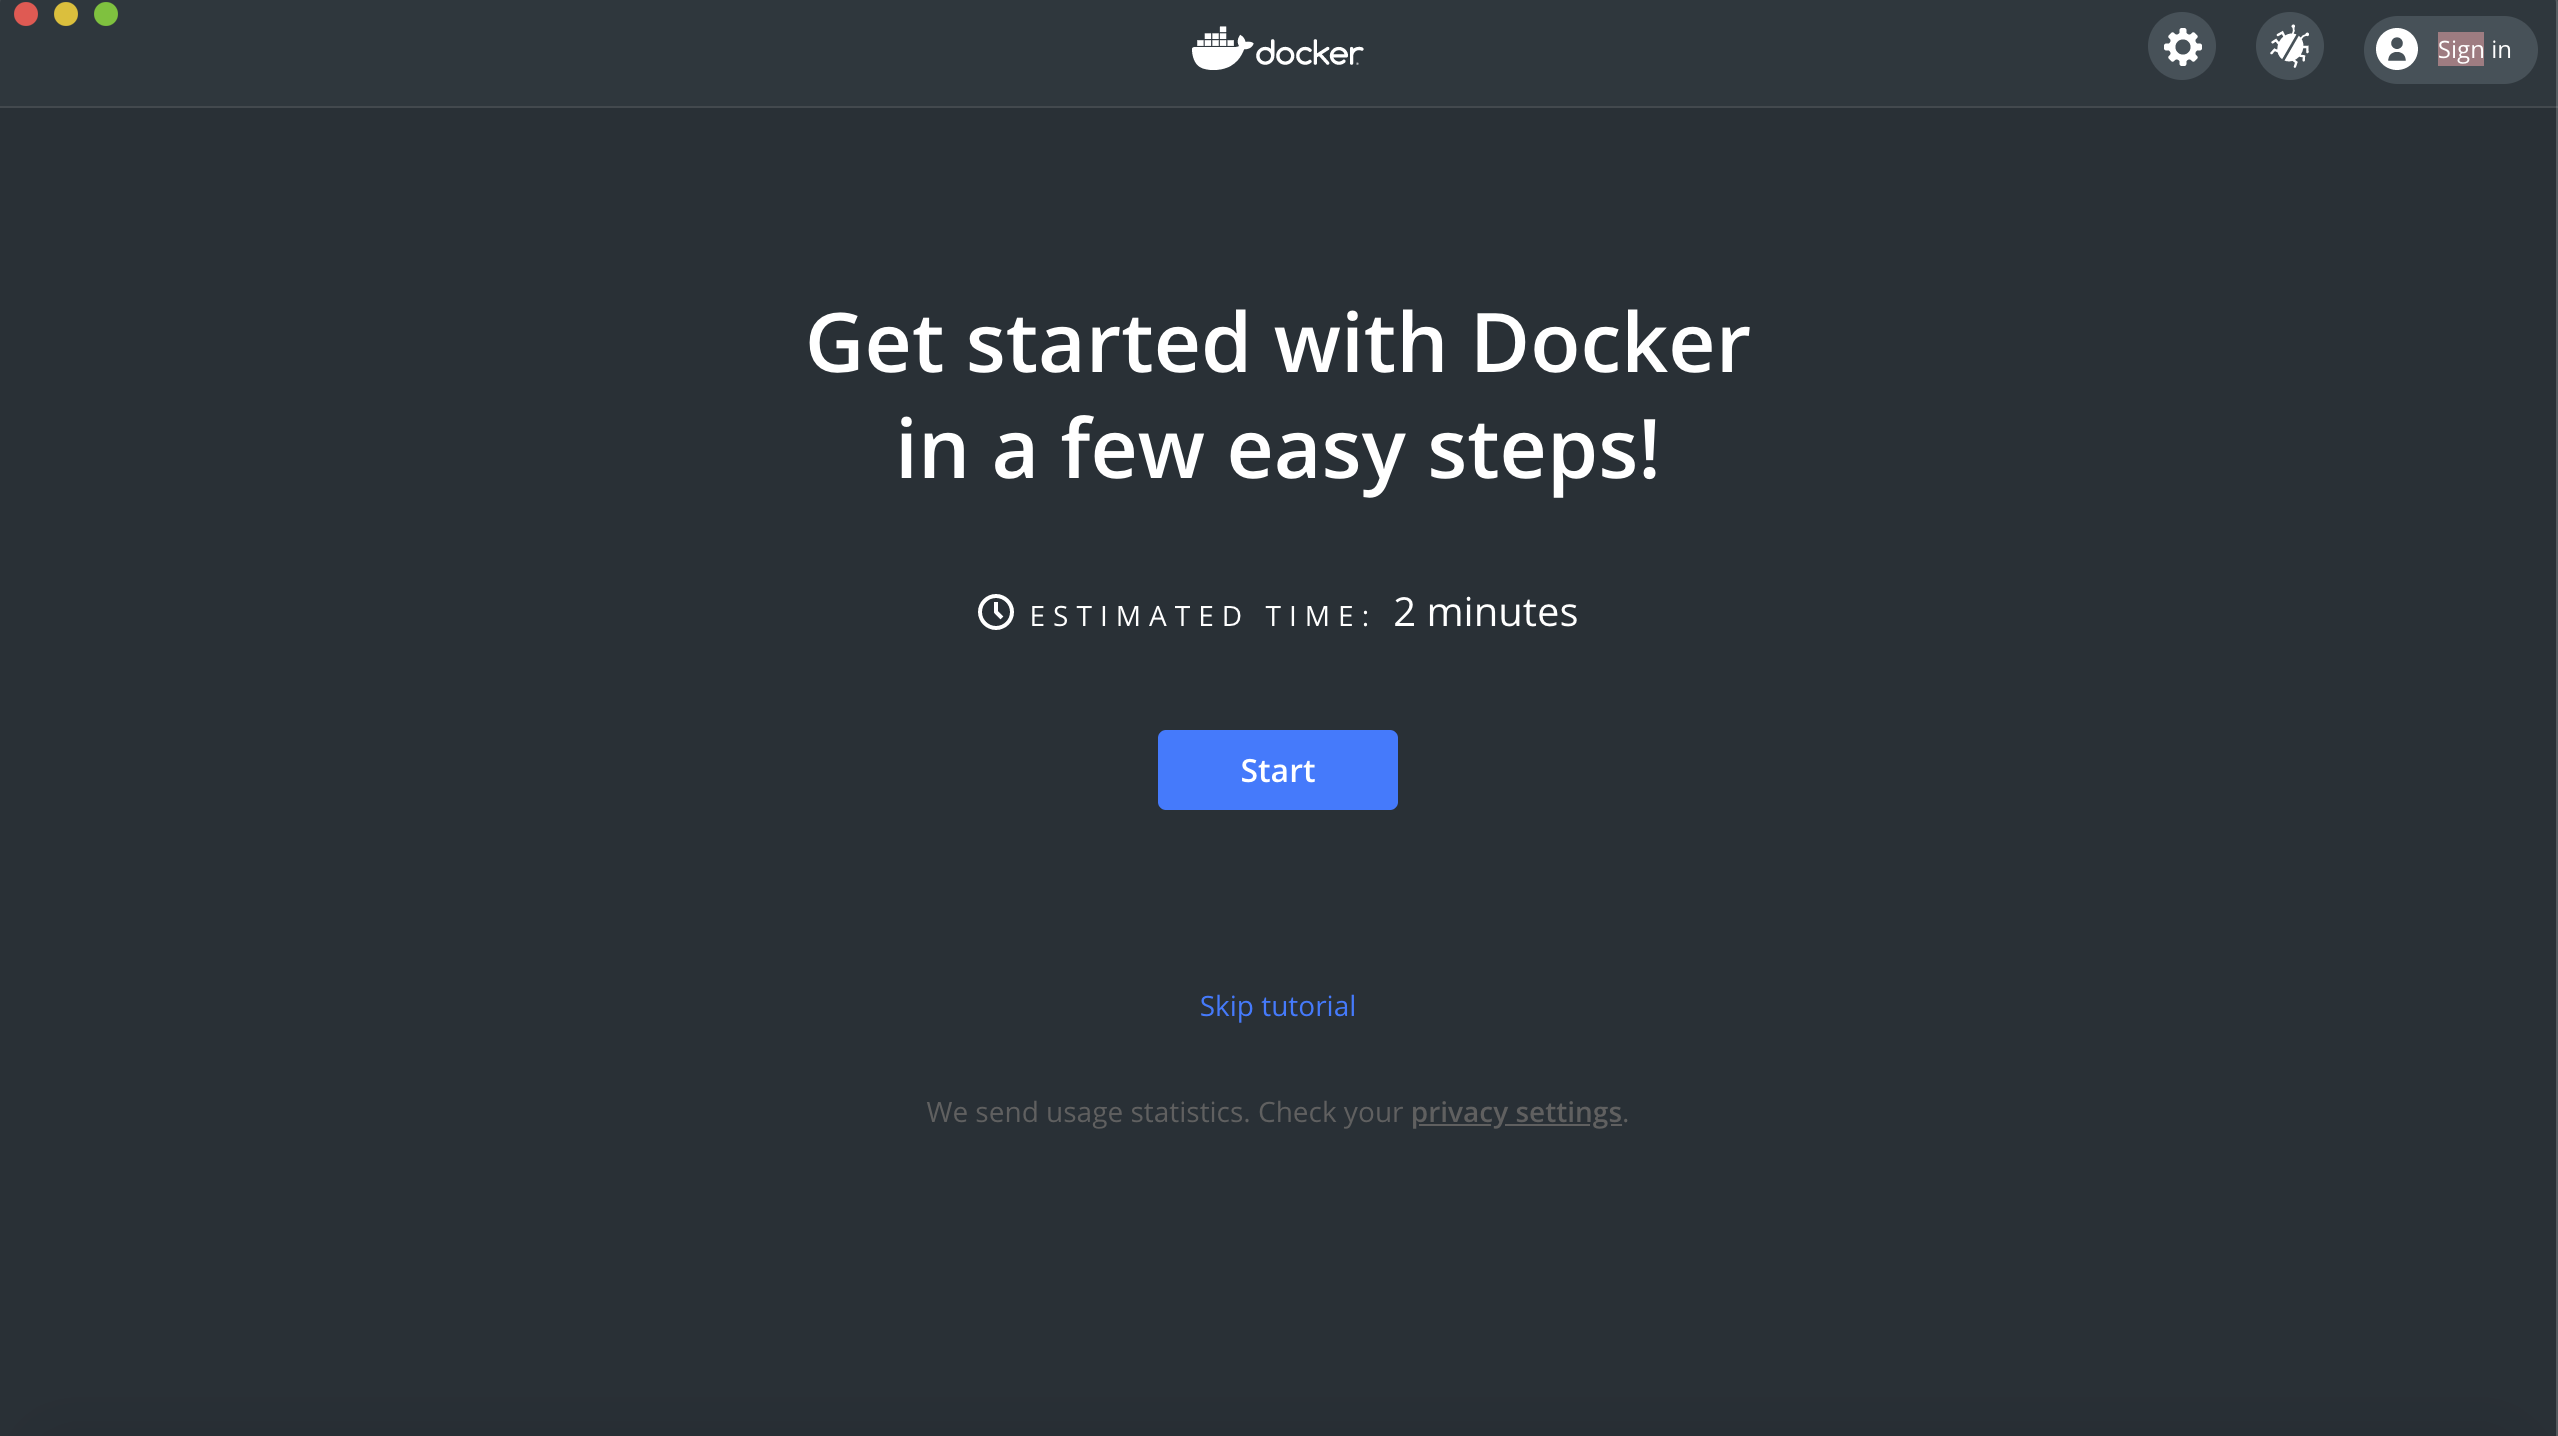 docker
Sign in
Get started with Docker
in a few easy steps!
ESTIMATED TIME: 2 minutes
Start
Skip tutorial
We send usage statistics. Check your privacy settings.